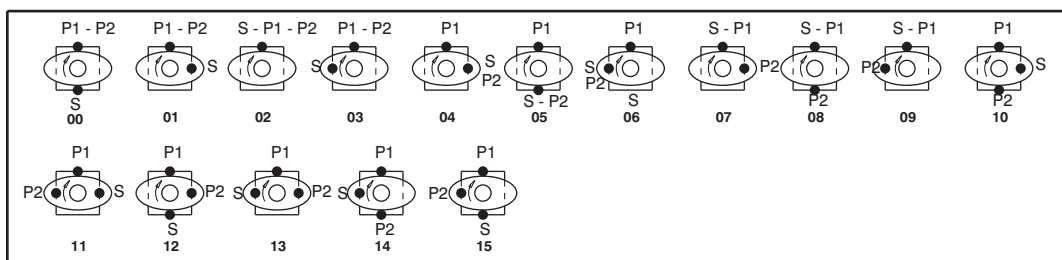 P1 - P2 P1 - P2 S - P1 - P2 P1 - P2 P1 P1 P1 S - P1 S - P1 S - P1 P1
S S S P2 S P2 P2 P2 S
S S - P2 S P2 P2
00 01 02 03 04 05 06 07 08 09 10
P1 P1 P1 P1 P1
P2 S P2 S P2 S P2
S P2 S
11 12 13 14 15